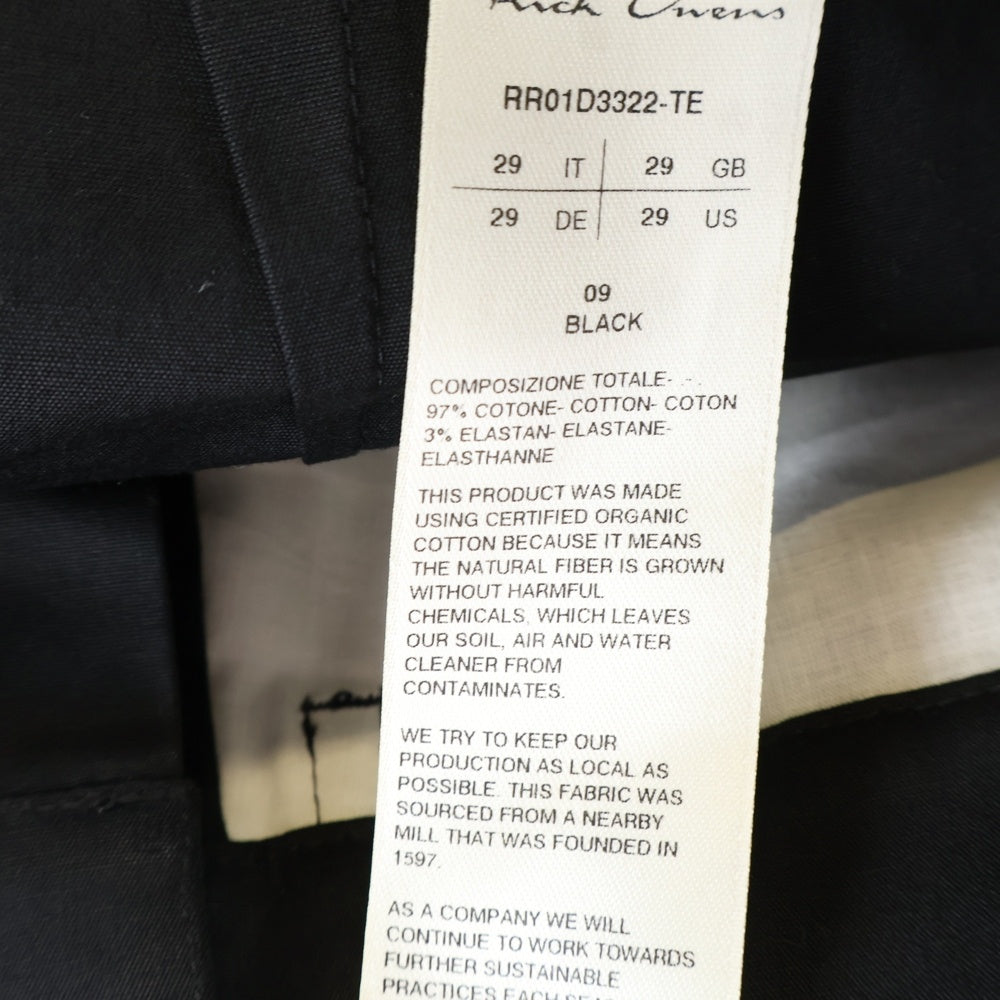 Rick Owens
RR01D3322-TE
29 IT 29 GB
29 DE 29 US
09
BLACK
COMPOSIZIONE TOTALE- - -.
97% COTONE- COTTON- COTON
3% ELASTAN- ELASTANE-
ELASTHANNE
THIS PRODUCT WAS MADE
USING CERTIFIED ORGANIC
COTTON BECAUSE IT MEANS
THE NATURAL FIBER IS GROWN
WITHOUT HARMFUL
CHEMICALS, WHICH LEAVES
OUR SOIL, AIR AND WATER
CLEANER FROM
CONTAMINATES.
WE TRY TO KEEP OUR
PRODUCTION AS LOCAL AS
POSSIBLE. THIS FABRIC WAS
SOURCED FROM A NEARBY
MILL THAT WAS FOUNDED IN
1597.
AS A COMPANY WE WILL
CONTINUE TO WORK TOWARDS
FURTHER SUSTAINABLE
PRACTICES EACH